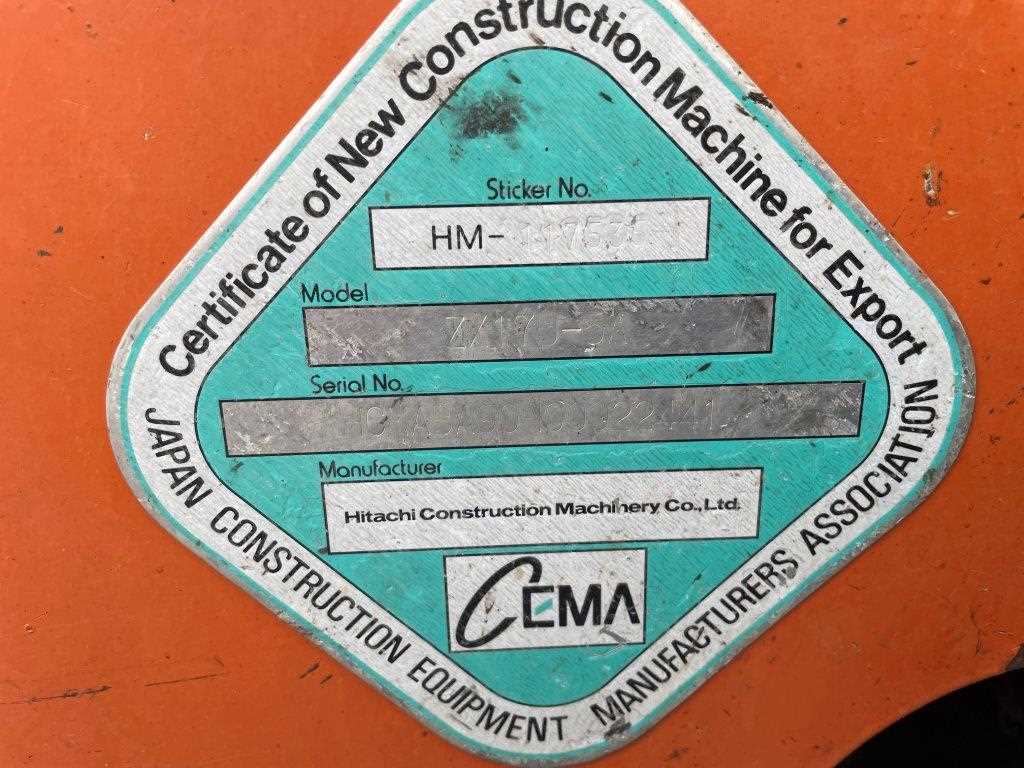 Certificate of New Construction Machine for Export
Sticker No.
HM-
Model
Serial No.
Manufacturer
Hitachi Construction Machinery Co., Ltd.
CEMA
JAPAN CONSTRUCTION EQUIPMENT MANUFACTURERS ASSOCIATION